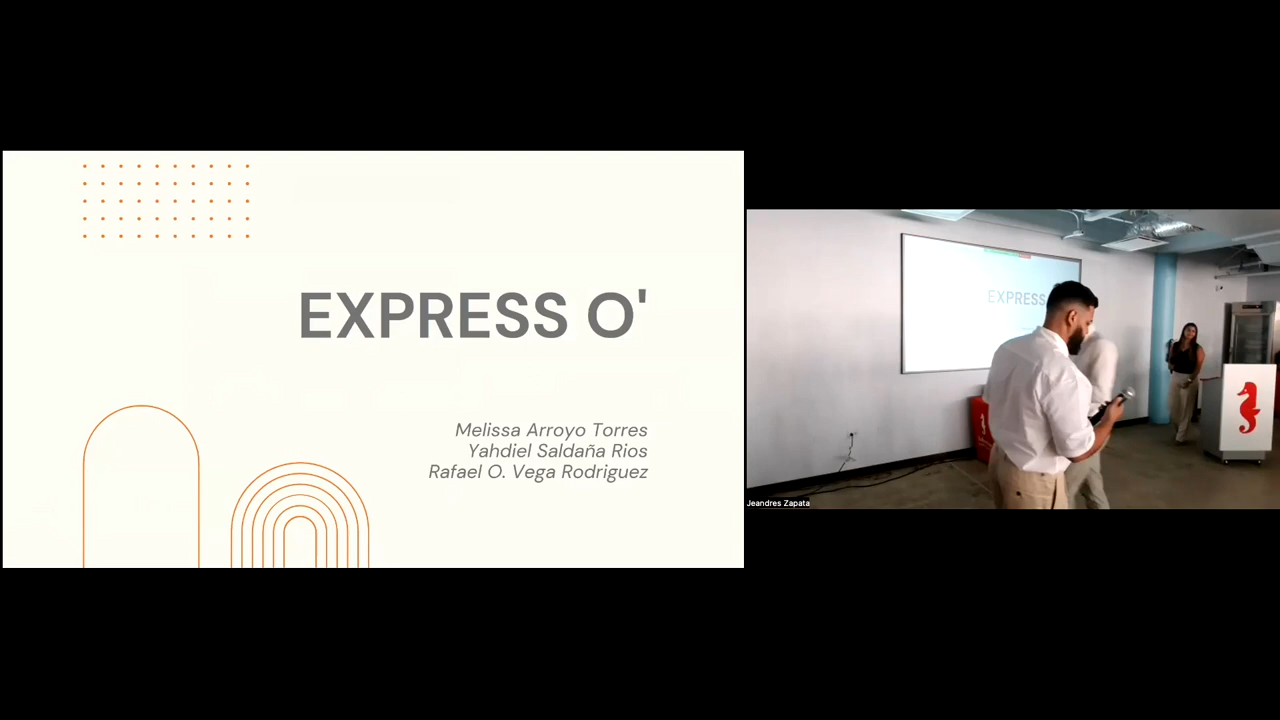 EXPRESS O'
Melissa Arroyo Torres
Yahdiel Saldaña Rios
Rafael O. Vega Rodriguez
EXPRESS
Jeandres Zapata